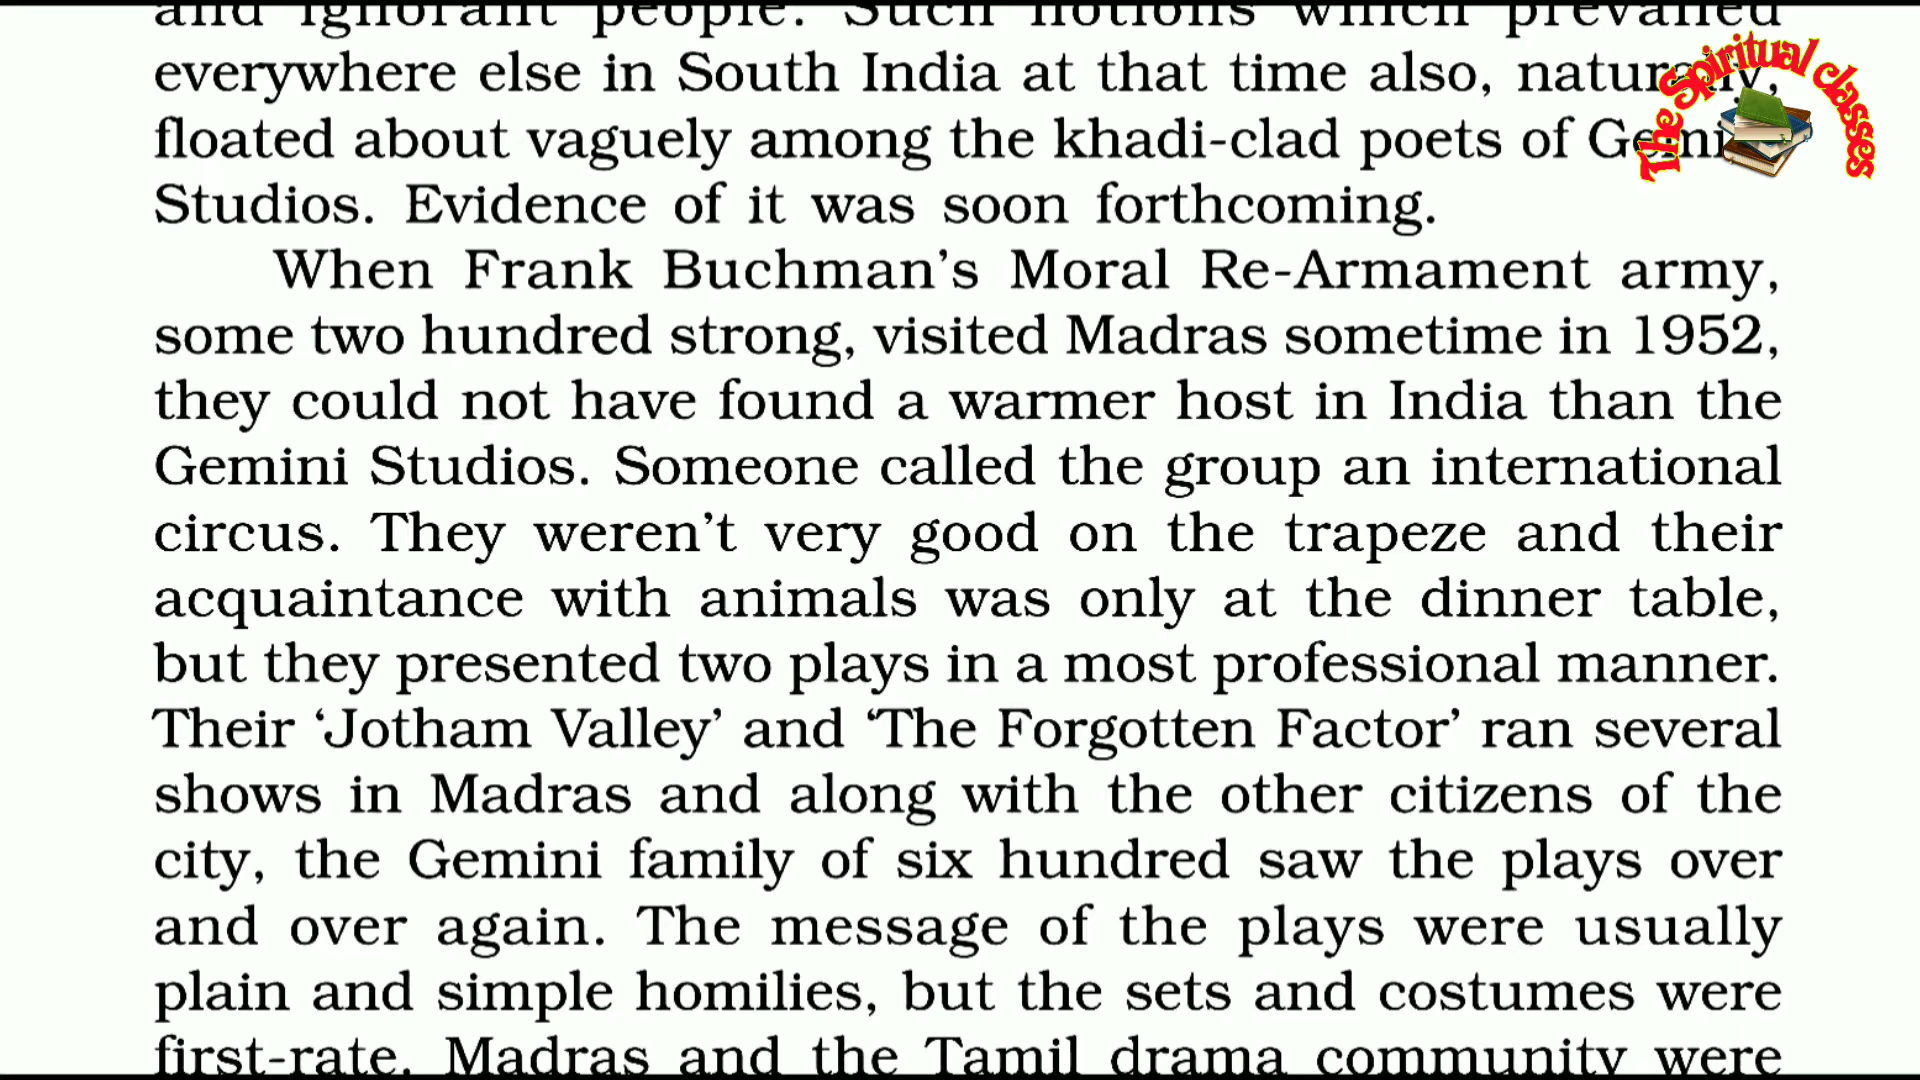 and ignorant people. Such notions which prevailed
everywhere else in South India at that time also, naturally,
floated about vaguely among the khadi-clad poets of Gemini
Studios. Evidence of it was soon forthcoming.
When Frank Buchman’s Moral Re-Armament army,
some two hundred strong, visited Madras sometime in 1952,
they could not have found a warmer host in India than the
Gemini Studios. Someone called the group an international
circus. They weren’t very good on the trapeze and their
acquaintance with animals was only at the dinner table,
but they presented two plays in a most professional manner.
Their ‘Jotham Valley’ and ‘The Forgotten Factor’ ran several
shows in Madras and along with the other citizens of the
city, the Gemini family of six hundred saw the plays over
and over again. The message of the plays were usually
plain and simple homilies, but the sets and costumes were
first-rate. Madras and the Tamil drama community were
The Spiritual classes